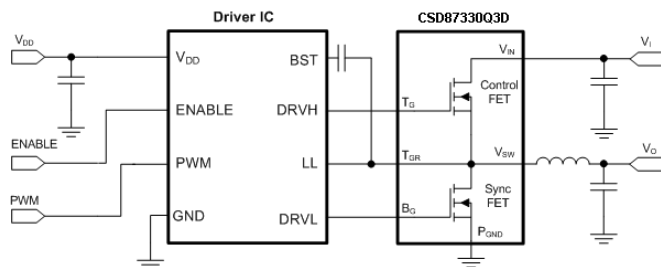 Driver IC
CSD87330Q3D
VDD
VDD
BST
VIN
VI
Control
FET
ENABLE
DRVH
TG
ENABLE
PWM
LL
TGR
VSW
VO
PWM
Sync
FET
GND
DRVL
BG
PGND